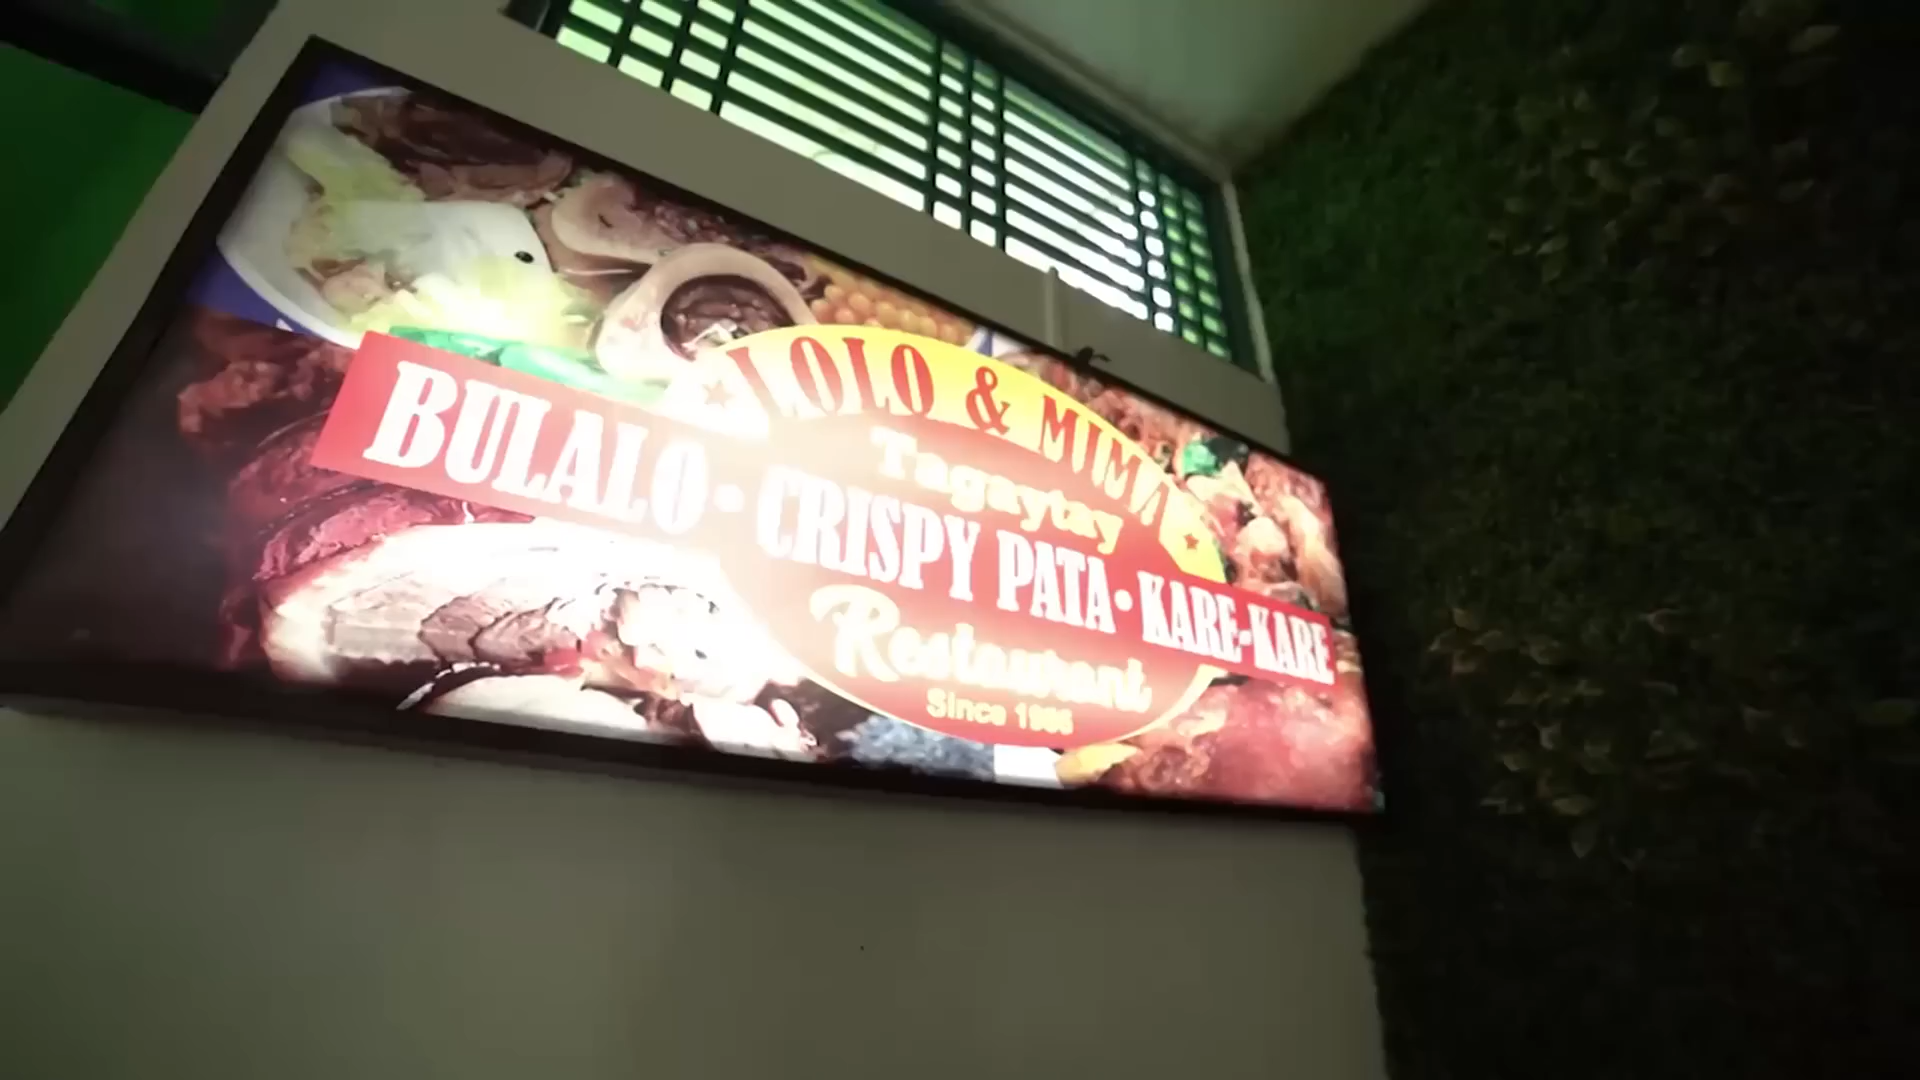 LOLO & MIMA
Tagaytay
BULALO • CRISPY PATA • KARE-KARE
Restaurant
Since 1986